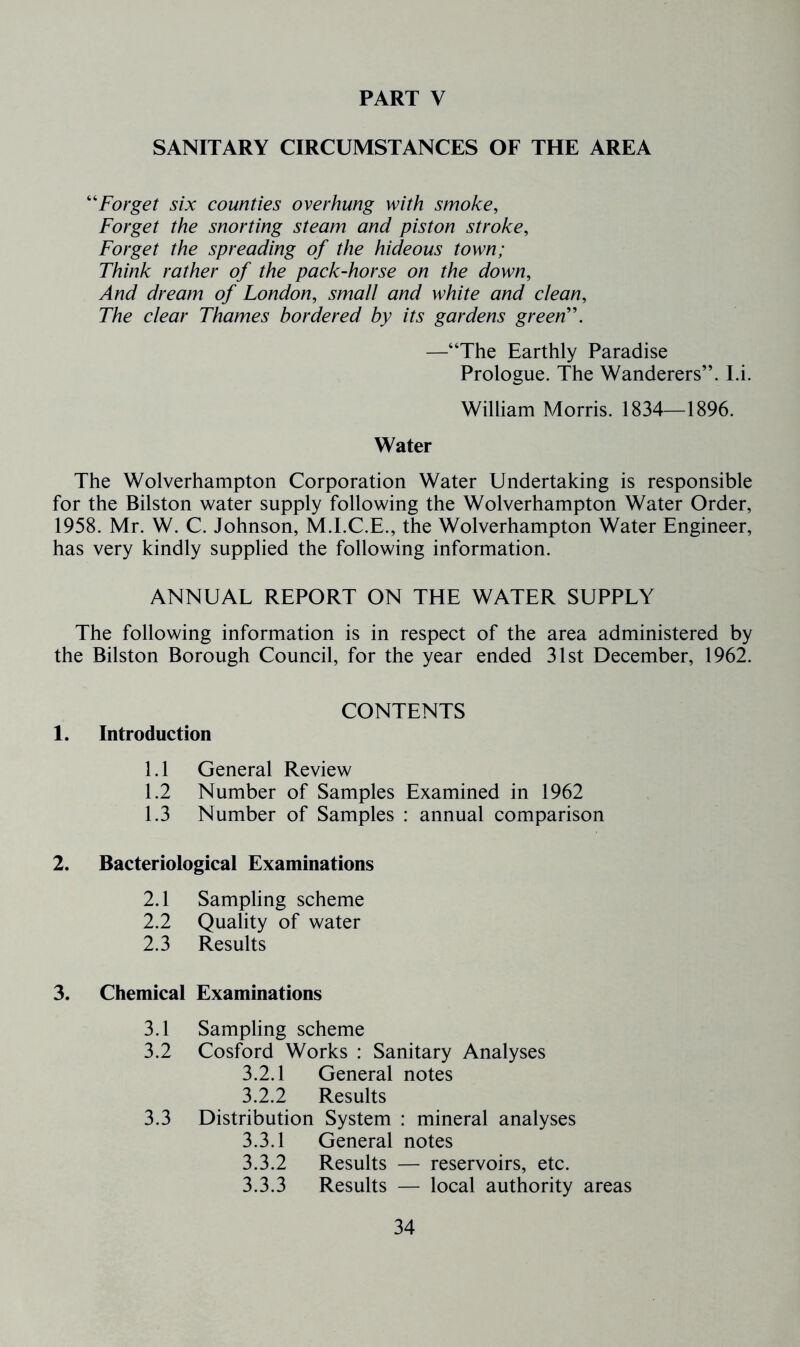 PART V
SANITARY CIRCUMSTANCES OF THE AREA
“Forget six counties overhung with smoke,
Forget the snorting steam and piston stroke,
Forget the spreading of the hideous town;
Think rather of the pack-horse on the down,
And dream of London, small and white and clean,
The clear Thames bordered by its gardens green”.
—“The Earthly Paradise
Prologue. The Wanderers”. I.i.
William Morris. 1834—1896.
Water
The Wolverhampton Corporation Water Undertaking is responsible
for the Bilston water supply following the Wolverhampton Water Order,
1958. Mr. W. C. Johnson, M.I.C.E., the Wolverhampton Water Engineer,
has very kindly supplied the following information.
ANNUAL REPORT ON THE WATER SUPPLY
The following information is in respect of the area administered by
the Bilston Borough Council, for the year ended 31st December, 1962.
CONTENTS
1. Introduction
1.1 General Review
1.2 Number of Samples Examined in 1962
1.3 Number of Samples : annual comparison
2. Bacteriological Examinations
2.1 Sampling scheme
2.2 Quality of water
2.3 Results
3. Chemical Examinations
3.1 Sampling scheme
3.2 Cosford Works : Sanitary Analyses
3.2.1 General notes
3.2.2 Results
3.3 Distribution System : mineral analyses
3.3.1 General notes
3.3.2 Results — reservoirs, etc.
3.3.3 Results — local authority areas
34